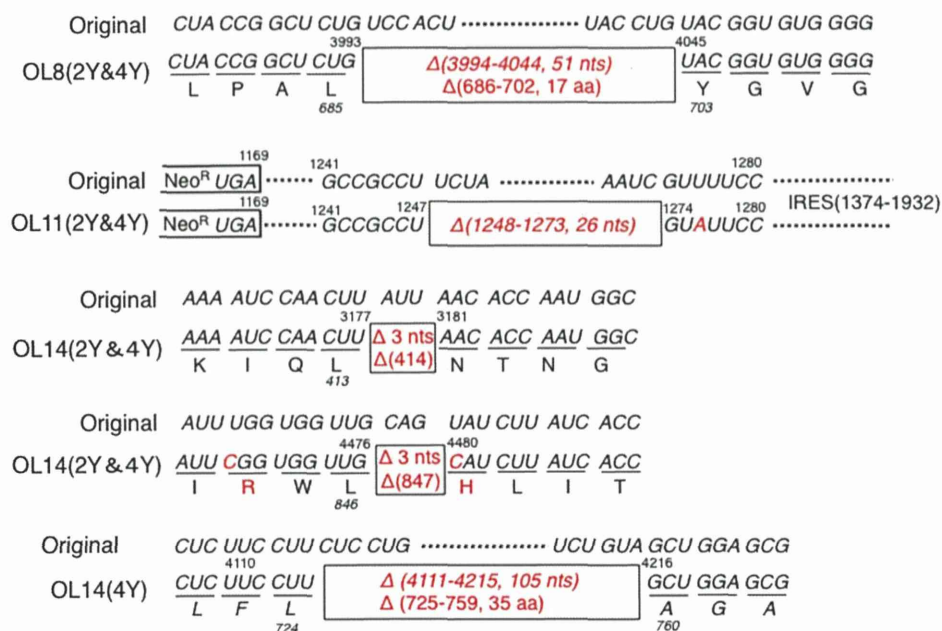 Original CUA CCG GCU CUG UCC ACU ·················· UAC CUG UAC GGU GUG GGG
3993 4045
OL8(2Y&4Y) CUA CCG GCU CUG Δ(3994-4044, 51 nts) UAC GGU GUG GGG
L P A L Δ(686-702, 17 aa) Y G V G
685 703
1169 1241 1280
Original Neo^R UGA ········ GCCGCCU UCUA ·················· AAUC GUUUUCC ··················
IRES(1374-1932)
1169 1241 1247 1274 1280
OL11(2Y&4Y) Neo^R UGA ········ GCCGCCU Δ(1248-1273, 26 nts) GUAUUCC ··················
Original AAA AUC CAA CUU AUU AAC ACC AAU GGC
3177 3181
OL14(2Y&4Y) AAA AUC CAA CUU Δ 3 nts AAC ACC AAU GGC
K I Q L Δ(414) N T N G
413
Original AUU UGG UGG UUG CAG UAU CUU AUC ACC
4476 4480
OL14(2Y&4Y) AUU CGG UGG UUG Δ 3 nts CAU CUU AUC ACC
I R W L Δ(847) H L I T
846
Original CUC UUC CUU CUC CUG ·················· UCU GUA GCU GGA GCG
4110 4216
OL14(4Y) CUC UUC CUU Δ (4111-4215, 105 nts) GCU GGA GCG
L F L Δ (725-759, 35 aa) A G A
724 760